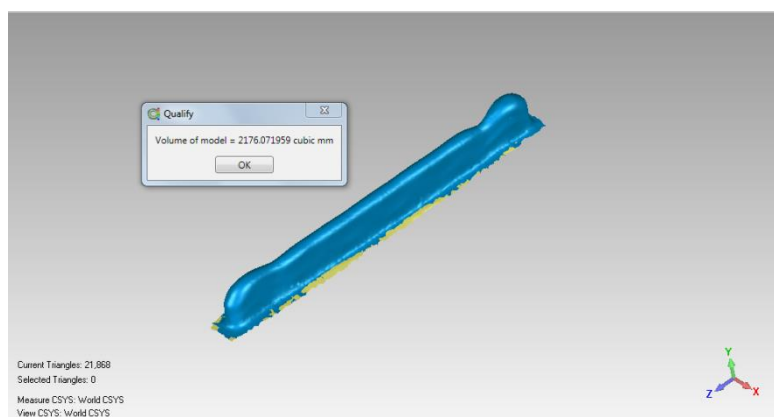 Qualify
Volume of model = 2176.071959 cubic mm
OK
Current Triangles: 21,868
Selected Triangles: 0
Measure CSYS: World CSYS
View CSYS: World CSYS
Y
Z
X